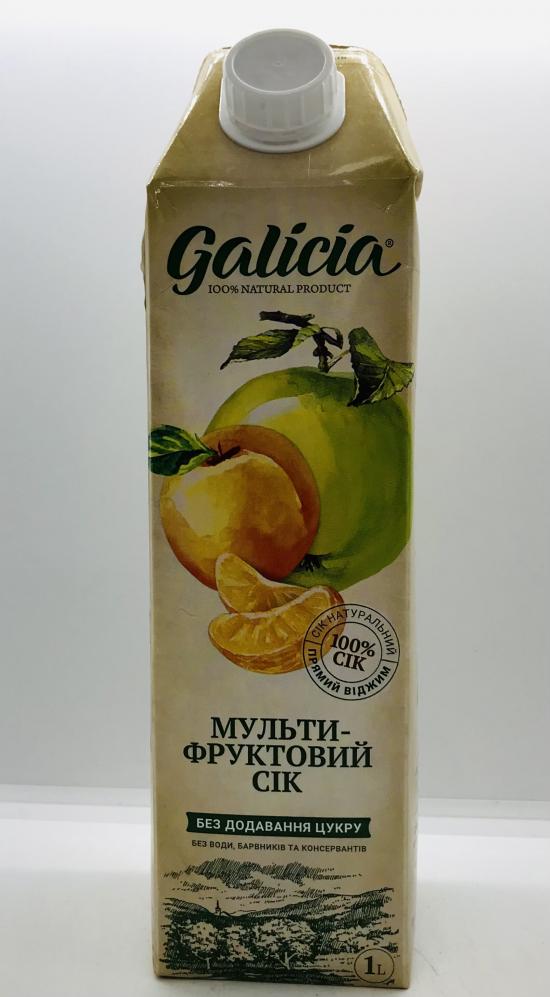 Galicia®
100% NATURAL PRODUCT
СІК НАТУРАЛЬНИЙ
100%
СІК
ПРЯМИЙ ВІДЖИМ
МУЛЬТИ-
ФРУКТОВИЙ
СІК
БЕЗ ДОДАВАННЯ ЦУКРУ
БЕЗ ВОДИ, БАРВНИКІВ ТА КОНСЕРВАНТІВ
1L